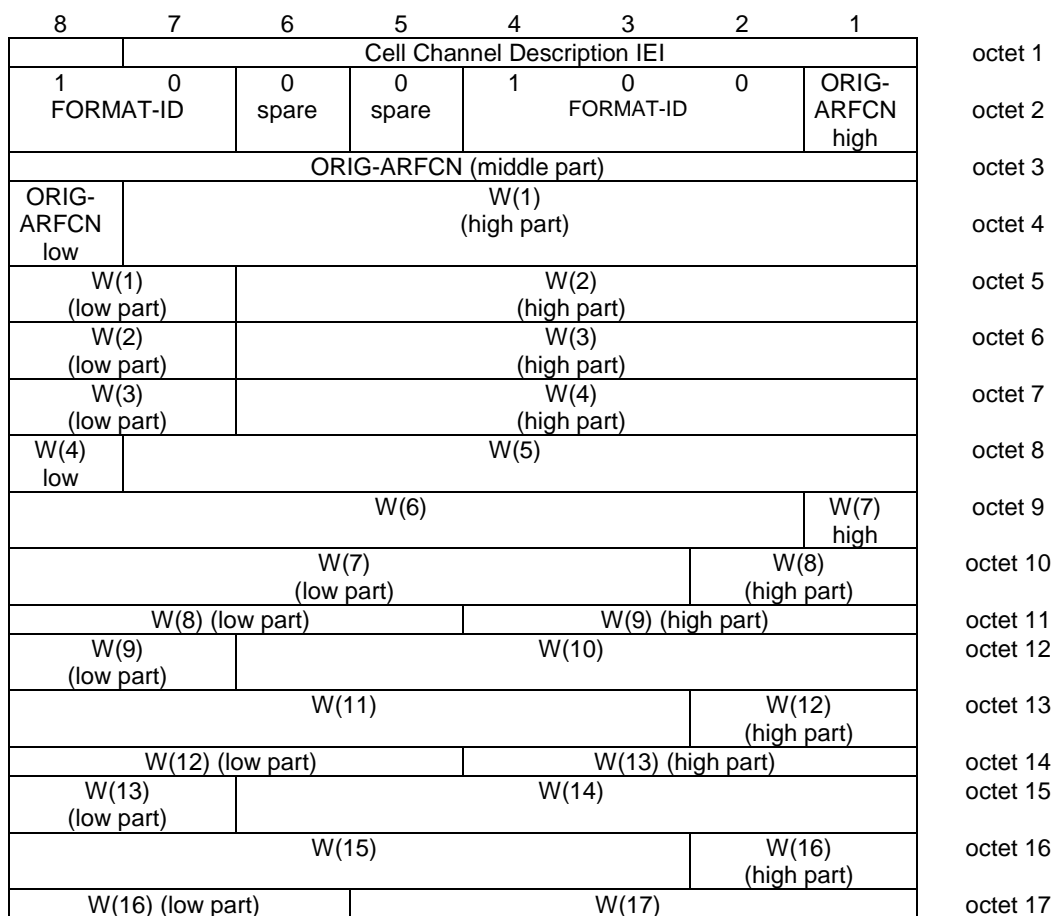 8 7 6 5 4 3 2 1
Cell Channel Description IEI octet 1
1 0 0 0 1 0 0 ORIG-
FORMAT-ID spare spare FORMAT-ID ARFCN octet 2
high
ORIG-ARFCN (middle part) octet 3
ORIG- W(1)
ARFCN (high part) octet 4
low
W(1) W(2) octet 5
(low part) (high part)
W(2) W(3) octet 6
(low part) (high part)
W(3) W(4) octet 7
(low part) (high part)
W(4) W(5) octet 8
low
W(6) W(7) octet 9
high
W(7) W(8) octet 10
(low part) (high part)
W(8) (low part) W(9) (high part) octet 11
W(9) W(10) octet 12
(low part)
W(11) W(12) octet 13
(high part)
W(12) (low part) W(13) (high part) octet 14
W(13) W(14) octet 15
(low part)
W(15) W(16) octet 16
(high part)
W(16) (low part) W(17) octet 17